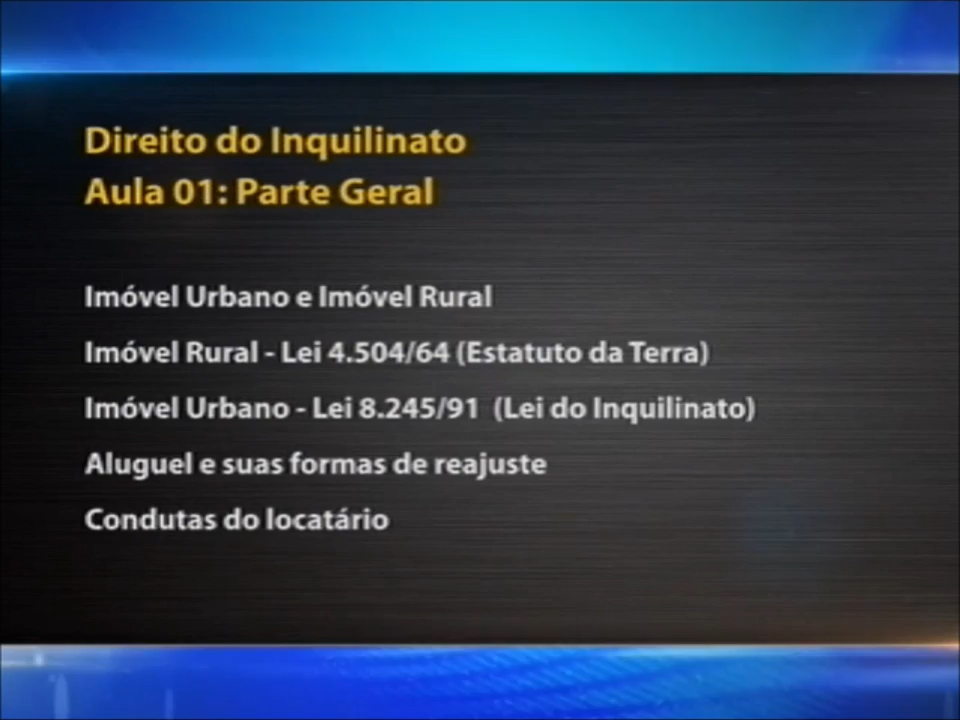 Direito do Inquilinato
Aula 01: Parte Geral
Imóvel Urbano e Imóvel Rural
Imóvel Rural - Lei 4.504/64 (Estatuto da Terra)
Imóvel Urbano - Lei 8.245/91 (Lei do Inquilinato)
Aluguel e suas formas de reajuste
Condutas do locatário